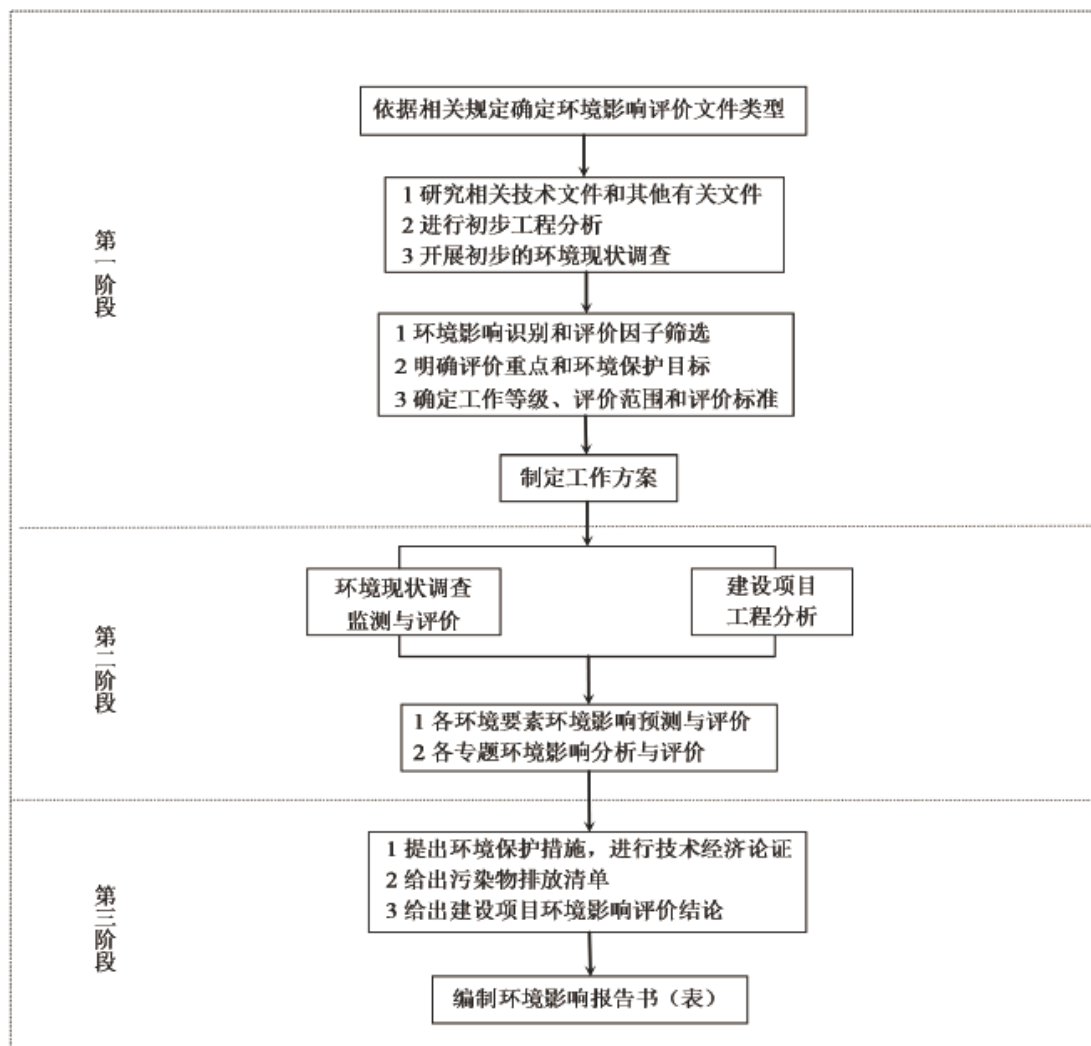 依据相关规定确定环境影响评价文件类型
1 研究相关技术文件和其他有关文件
2 进行初步工程分析
3 开展初步的环境现状调查
第一阶段
1 环境影响识别和评价因子筛选
2 明确评价重点和环境保护目标
3 确定工作等级、评价范围和评价标准
制定工作方案
环境现状调查
监测与评价
建设项目
工程分析
第二阶段
1 各环境要素环境影响预测与评价
2 各专题环境影响分析与评价
1 提出环境保护措施，进行技术经济论证
2 给出污染物排放清单
3 给出建设项目环境影响评价结论
第三阶段
编制环境影响报告书（表）